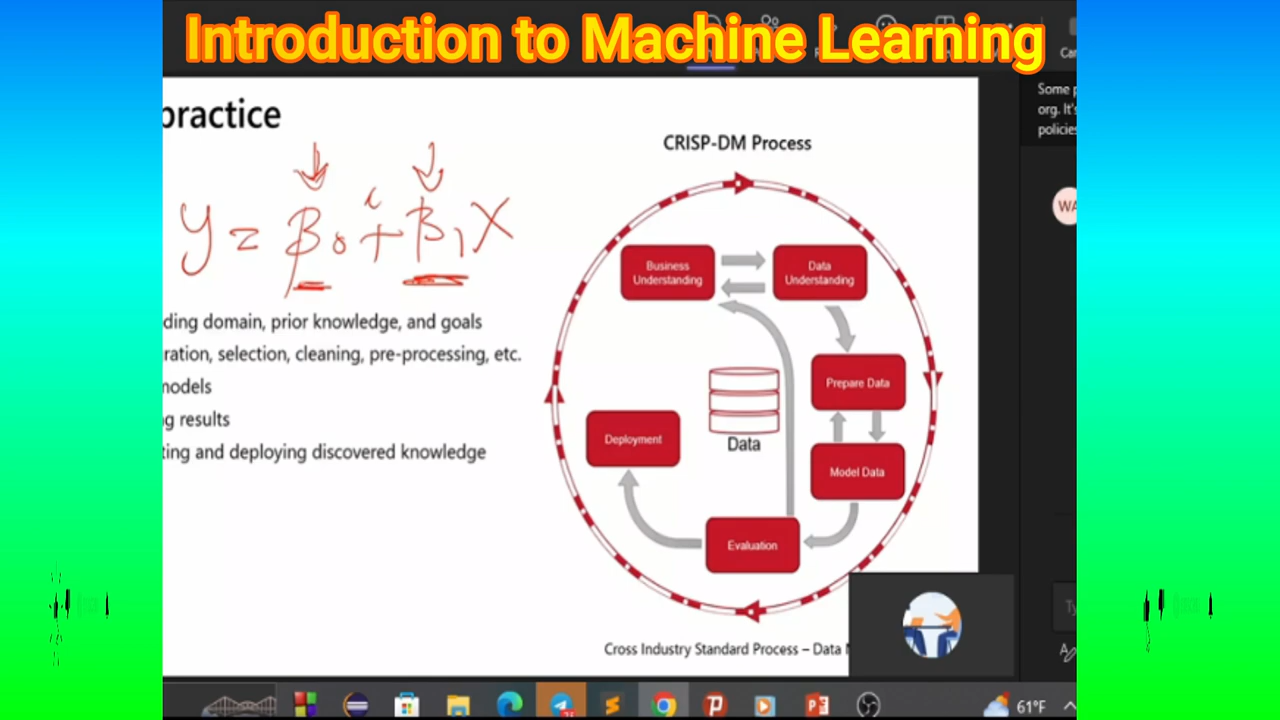 Introduction to Machine Learning
Some
org. It's
policies
practice
CRISP-DM Process
WA
y = β0 + β1 X
Business
Understanding
Data
Understanding
ding domain, prior knowledge, and goals
ration, selection, cleaning, pre-processing, etc.
models
g results
ting and deploying discovered knowledge
Prepare Data
Data
Deployment
Model Data
Evaluation
Cross Industry Standard Process – Data
61°F